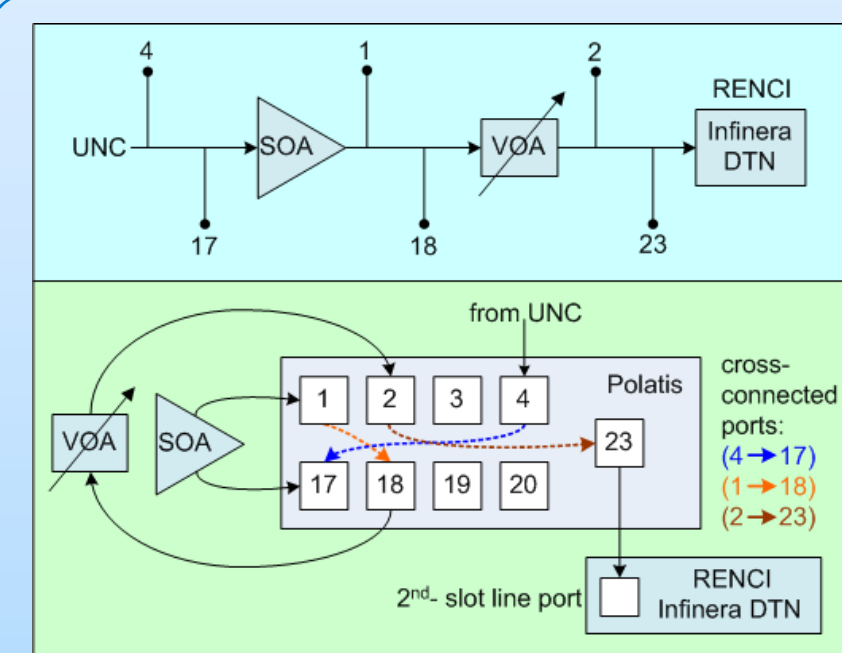 4
1
2
RENCI
UNC
SOA
VOA
Infinera
DTN
17
18
23
from UNC
Polatis
1
2
3
4
23
17
18
19
20
VOA
SOA
cross-
connected
ports:
(4→17)
(1→18)
(2→23)
2nd- slot line port
RENCI
Infinera DTN